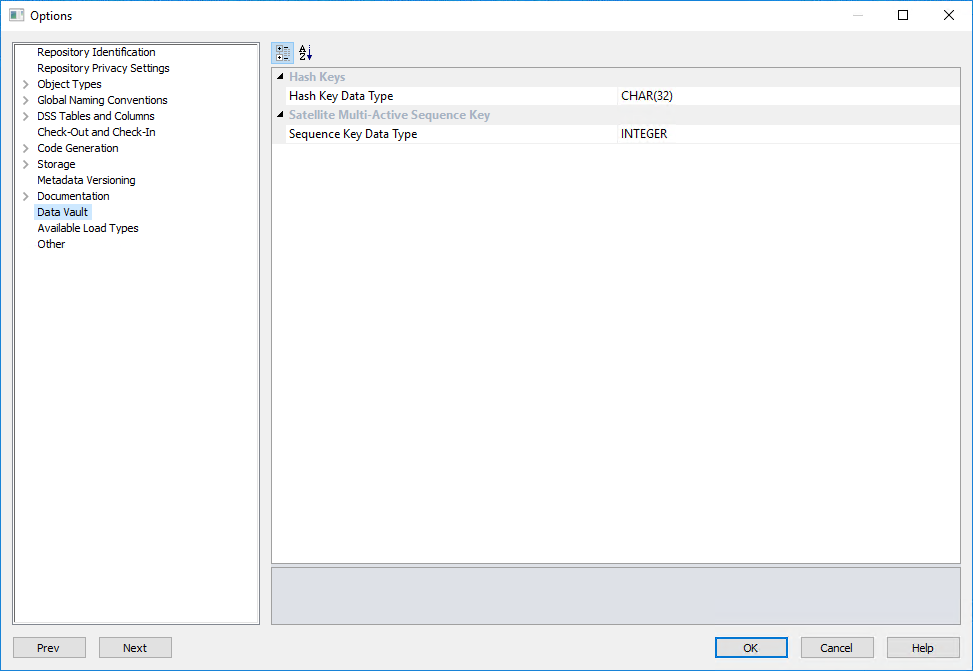 Options
Repository Identification
Repository Privacy Settings
Object Types
Global Naming Conventions
DSS Tables and Columns
Check-Out and Check-In
Code Generation
Storage
Metadata Versioning
Documentation
Data Vault
Available Load Types
Other
A
Z
Hash Keys
Hash Key Data Type CHAR(32)
Satellite Multi-Active Sequence Key
Sequence Key Data Type INTEGER
Prev Next OK Cancel Help